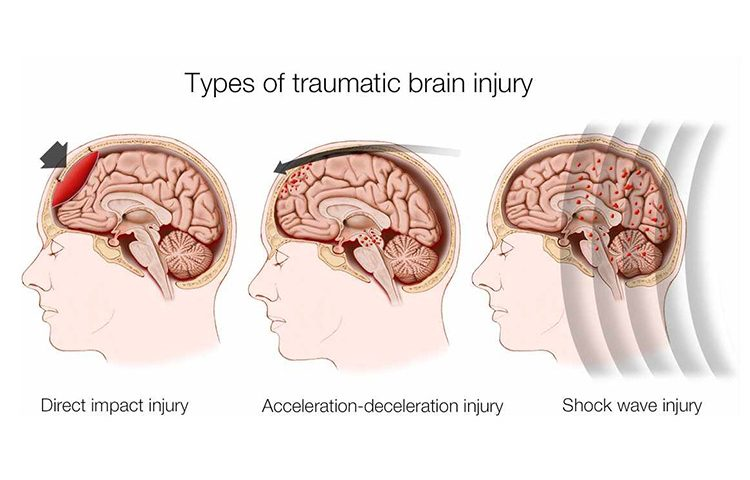 Types of traumatic brain injury
Direct impact injury
Acceleration-deceleration injury
Shock wave injury